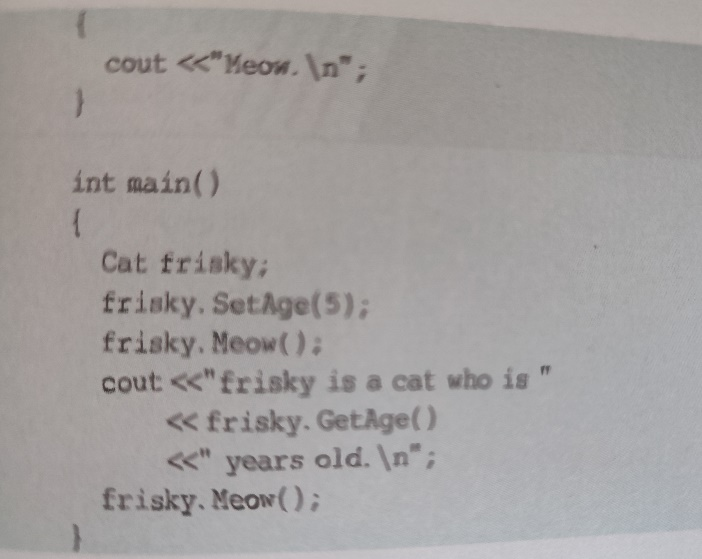 {
cout <<"Meow. \n";
}
int main()
{
Cat frisky;
frisky. SetAge(5);
frisky. Meow();
cout <<"frisky is a cat who is "
<< frisky. GetAge()
<<" years old. \n";
frisky. Meow();
}